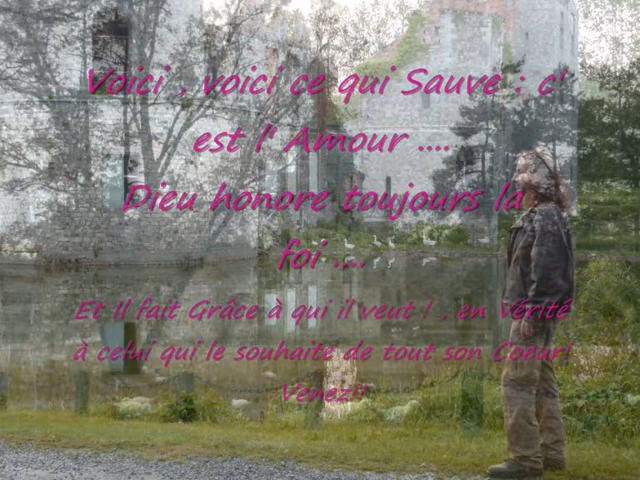 Voici , voici ce qui Sauve : c'
est l' Amour ....
Dieu honore toujours la
foi ....
Et Il fait Grâce à qui il veut ! , en Vérité
à celui qui le souhaite de tout son Coeur!
Venez!!